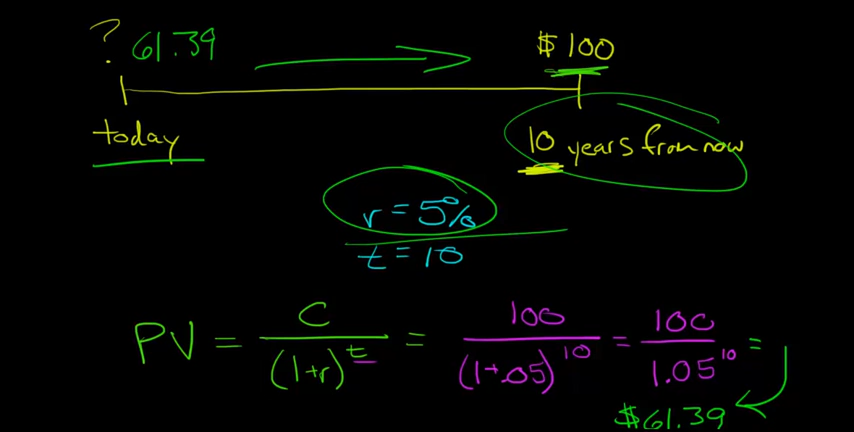 ? 61.39 $ 100
today 10 years from now
r = 5%
t = 10
PV = C / (1+r)^t = 100 / (1+.05)^10 = 100 / 1.05^10 =
$61.39